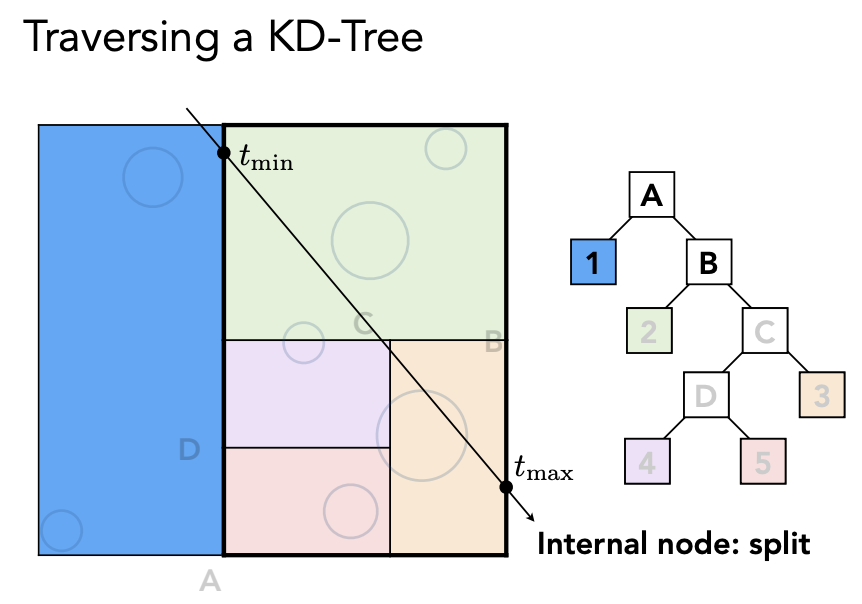 Traversing a KD-Tree
t_min
A
1
B
C
B
2
C
D
3
D
4
5
t_max
Internal node: split
A